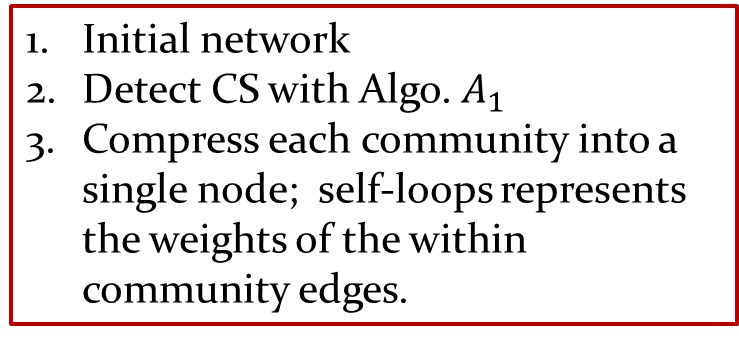 1. Initial network
2. Detect CS with Algo. A₁
3. Compress each community into a
single node; self-loops represents
the weights of the within
community edges.